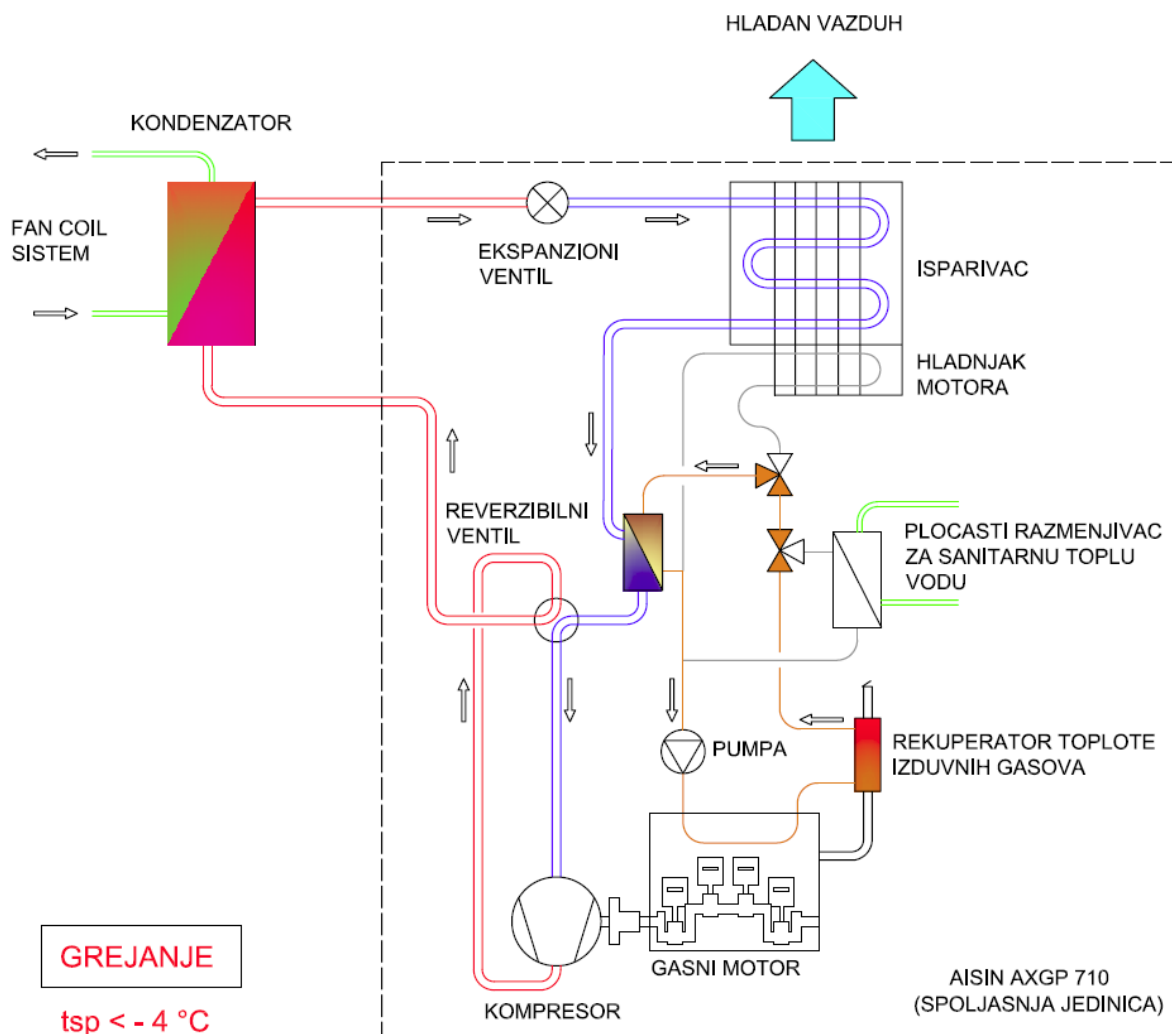 HLADAN VAZDUH
KONDENZATOR
FAN COIL
SISTEM
EKSPANZIONI
VENTIL
ISPARIVAC
HLADNJAK
MOTORA
REVERZIBILNI
VENTIL
PLOCASTI RAZMENJIVAC
ZA SANITARNU TOPLU
VODU
PUMPA
REKUPERATOR TOPLOTE
IZDUVNIH GASOVA
GASNI MOTOR
KOMPRESOR
GREJANJE
tsp < - 4 °C
AISIN AXGP 710
(SPOLJASNJA JEDINICA)